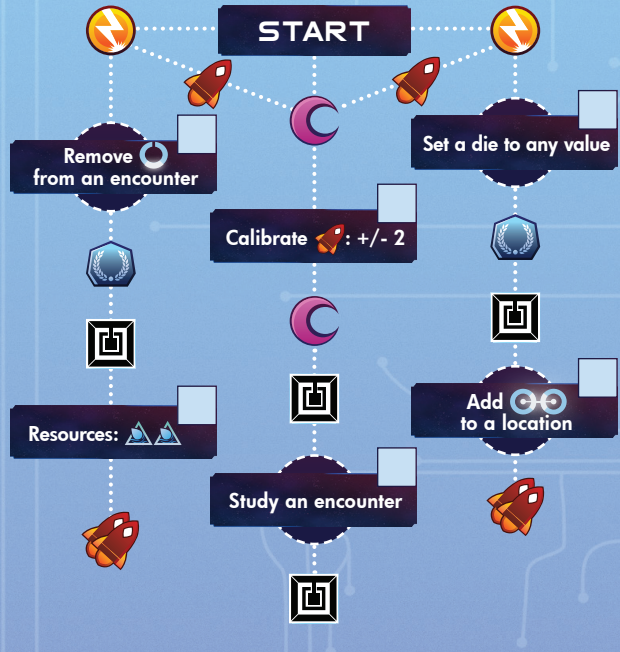 START
Remove
from an encounter
Set a die to any value
Calibrate : +/- 2
Resources:
Add
to a location
Study an encounter